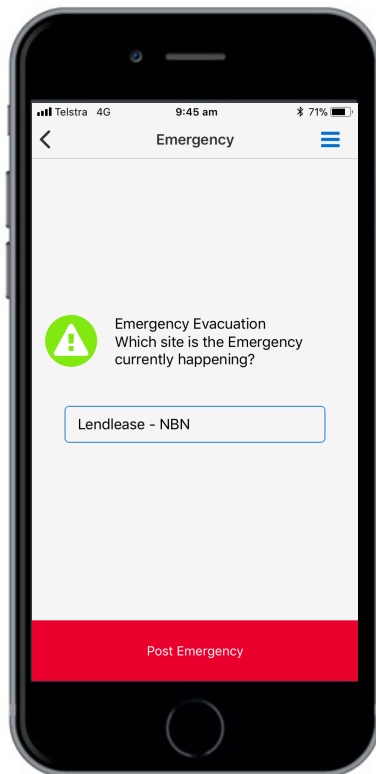 Telstra 4G 9:45 am 71%
Emergency
Emergency Evacuation
Which site is the Emergency
currently happening?
Lendlease - NBN
Post Emergency